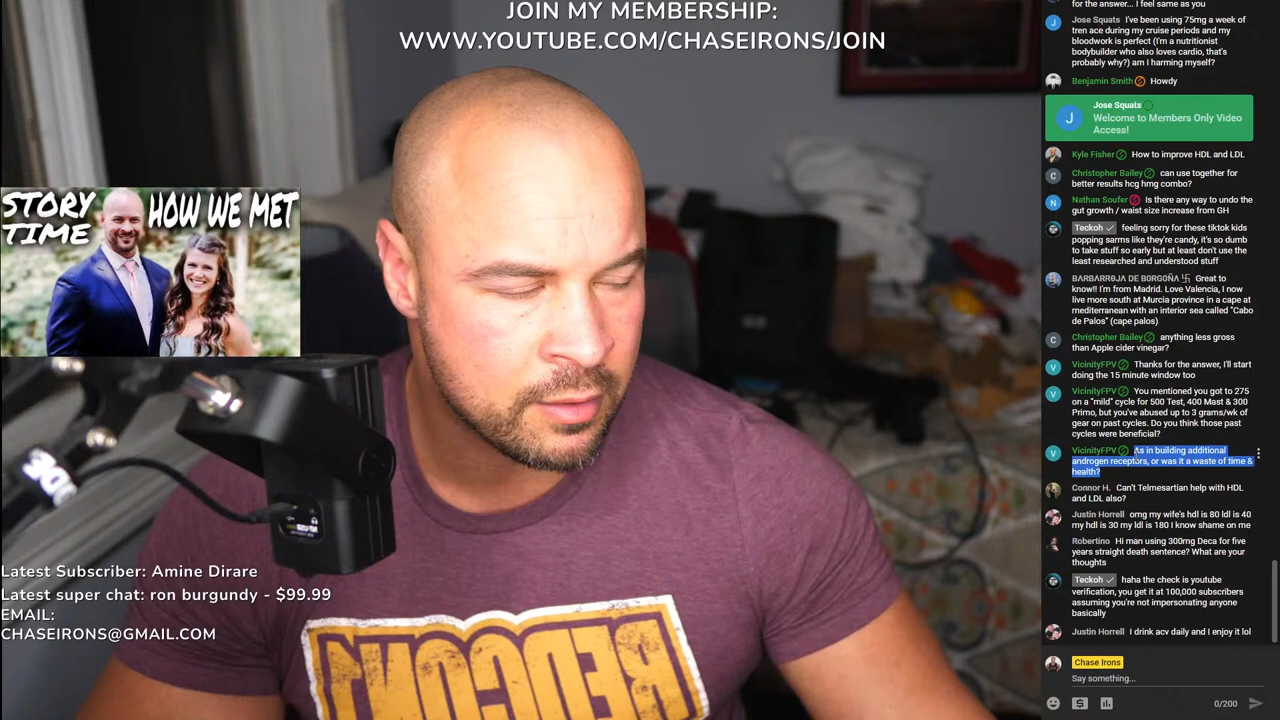 JOIN MY MEMBERSHIP:
WWW.YOUTUBE.COM/CHASEIRONS/JOIN
STORY
TIME
HOW WE MET
Latest Subscriber: Amine Dirare
Latest super chat: ron burgundy - $99.99
EMAIL:
CHASEIRONS@GMAIL.COM
REDCON1
for the answer... I feel same as you
J
Jose Squats I've been using 75mg a week of
tren ace during my cruise periods and my
bloodwork is perfect (I'm a nutritionist
bodybuilder who also loves cardio, that's
probably why?) am I harming myself?
Benjamin Smith Howdy
J
Jose Squats
Welcome to Members Only Video
Access!
Kyle Fisher How to improve HDL and LDL
C
Christopher Bailey can use together for
better results hcg hmg combo?
N
Nathan Soufer Is there any way to undo the
gut growth / waist size increase from GH
Teckoh ✓ feeling sorry for these tiktok kids
popping sarms like they're candy, it's so dumb
to take stuff so early but at least don't use the
least researched and understood stuff
BΛRBΛRRθJΛ DE BθRGθÑΛ 卐 Great to
know!! I'm from Madrid. Love Valencia, I now
live more south at Murcia province in a cape at
mediterranean with an interior sea called "Cabo
de Palos" (cape palos)
C
Christopher Bailey anything less gross
than Apple cider vinegar?
V
VicinityFPV Thanks for the answer, I'll start
doing the 15 minute window too
V
VicinityFPV You mentioned you got to 275
on a "mild" cycle for 500 Test, 400 Mast & 300
Primo, but you've abused up to 3 grams/wk of
gear on past cycles. Do you think those past
cycles were beneficial?
V
VicinityFPV As in building additional
androgen receptors, or was it a waste of time &
health?
Connor H. Can't Telmesartian help with HDL
and LDL also?
Justin Horrell omg my wife's hdl is 80 ldl is 40
my hdl is 30 my ldl is 180 I know shame on me
Robertino Hi man using 300mg Deca for five
years straight death sentence? What are your
thoughts
Teckoh ✓ haha the check is youtube
verification, you get it at 100,000 subscribers
assuming you're not impersonating anyone
basically
Justin Horrell I drink acv daily and I enjoy it lol
Chase Irons
Say something...
0/200